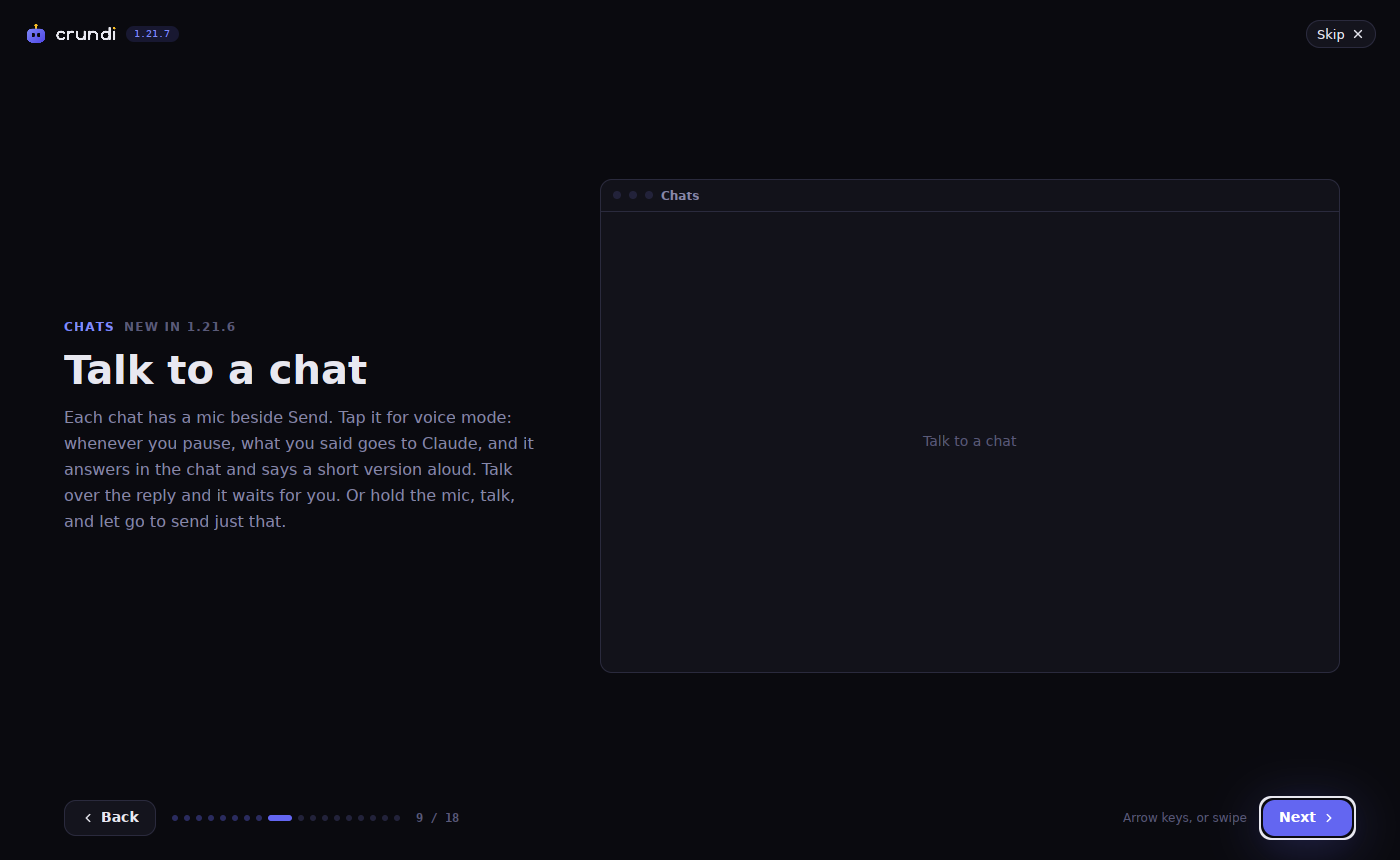 crundi 1.21.7
Skip
CHATS NEW IN 1.21.6
Talk to a chat
Each chat has a mic beside Send. Tap it for voice mode:
whenever you pause, what you said goes to Claude, and it
answers in the chat and says a short version aloud. Talk
over the reply and it waits for you. Or hold the mic, talk,
and let go to send just that.
Chats
Talk to a chat
Back
9 / 18
Arrow keys, or swipe
Next